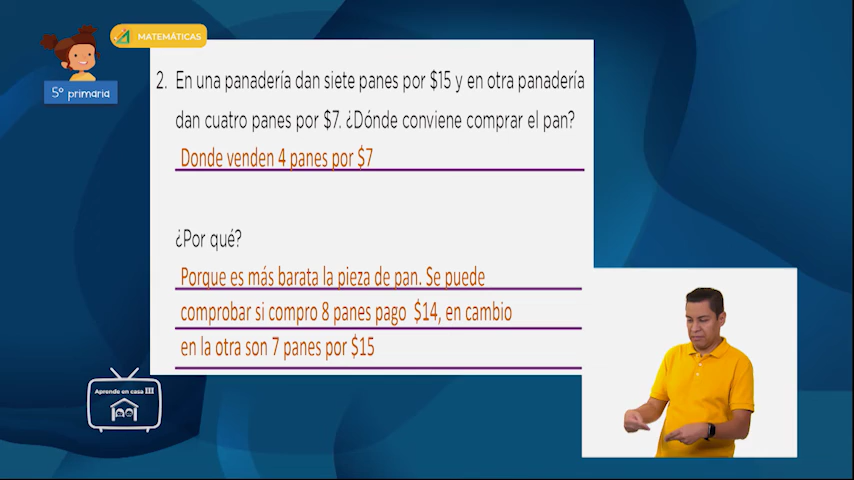 MATEMÁTICAS
5º primaria
2. En una panadería dan siete panes por $15 y en otra panadería
dan cuatro panes por $7. ¿Dónde conviene comprar el pan?
Donde venden 4 panes por $7
¿Por qué?
Porque es más barata la pieza de pan. Se puede
comprobar si compro 8 panes pago $14, en cambio
en la otra son 7 panes por $15
Aprende en casa III